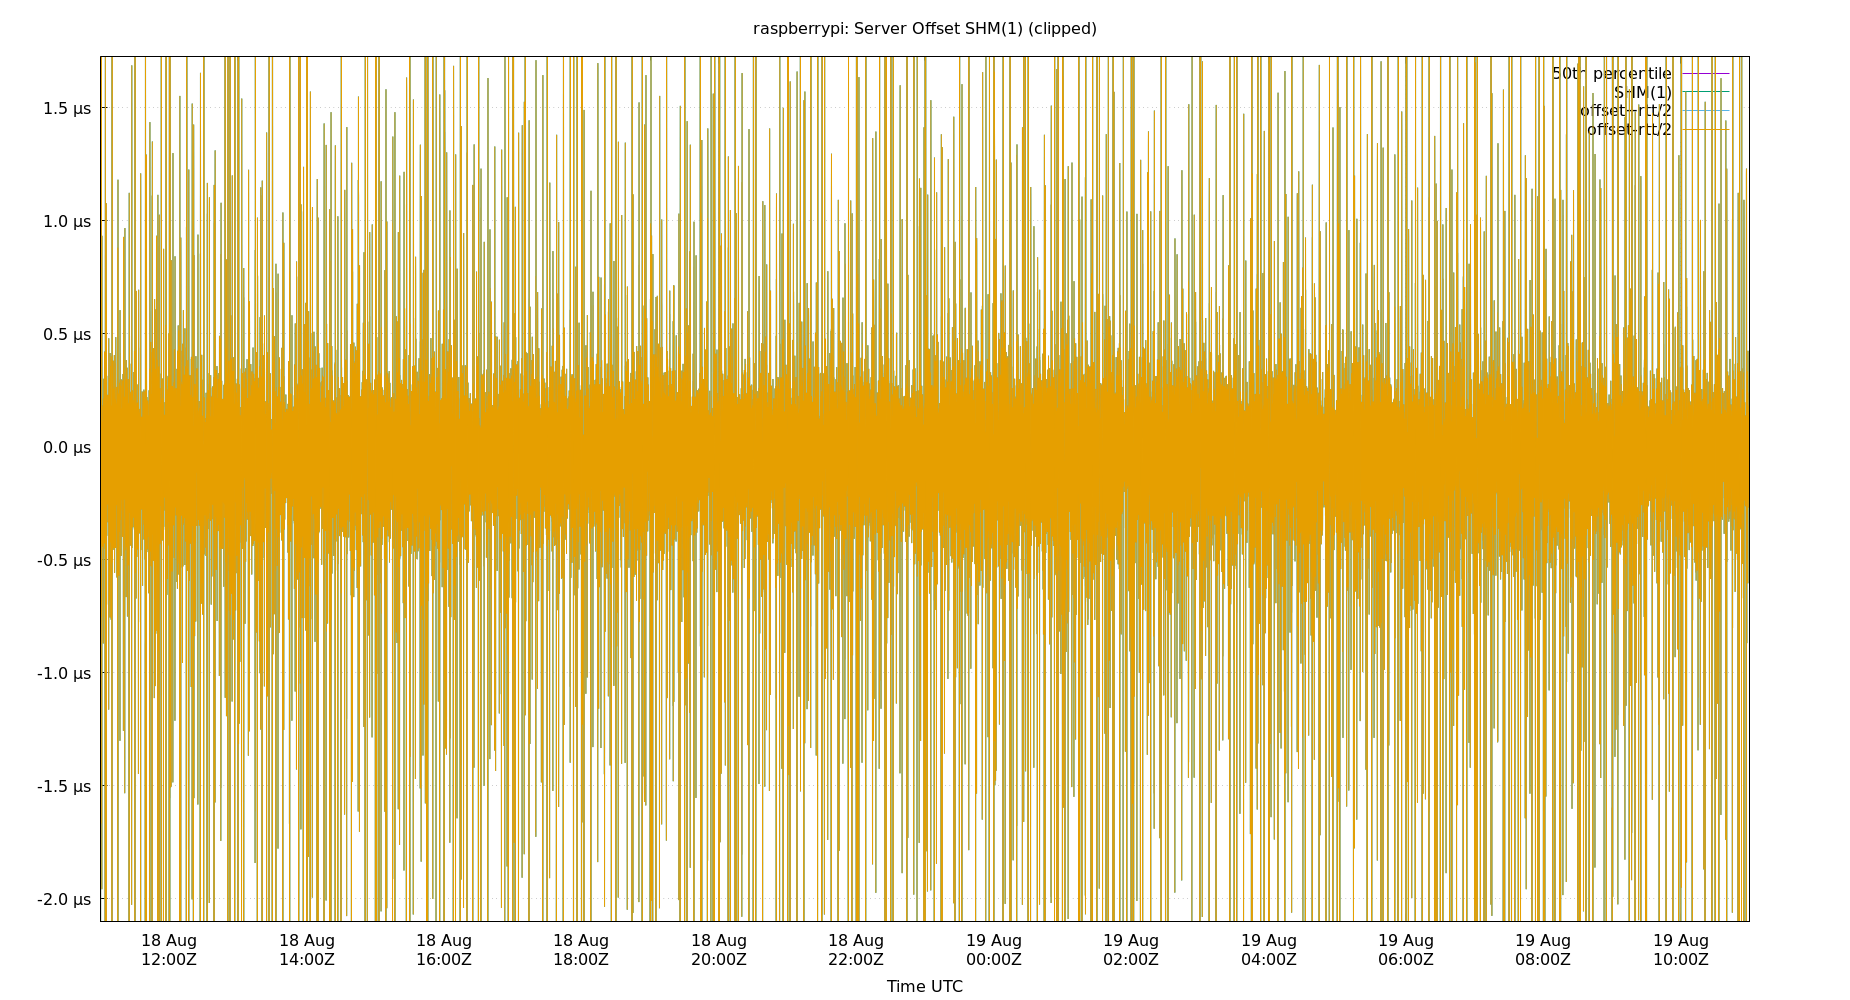 raspberrypi: Server Offset SHM(1) (clipped)
50th percentile
SHM(1)
offset+rtt/2
offset-rtt/2
1.5 µs
1.0 µs
0.5 µs
0.0 µs
-0.5 µs
-1.0 µs
-1.5 µs
-2.0 µs
18 Aug 18 Aug 18 Aug 18 Aug 18 Aug 18 Aug 19 Aug 19 Aug 19 Aug 19 Aug 19 Aug 19 Aug
12:00Z 14:00Z 16:00Z 18:00Z 20:00Z 22:00Z 00:00Z 02:00Z 04:00Z 06:00Z 08:00Z 10:00Z
Time UTC